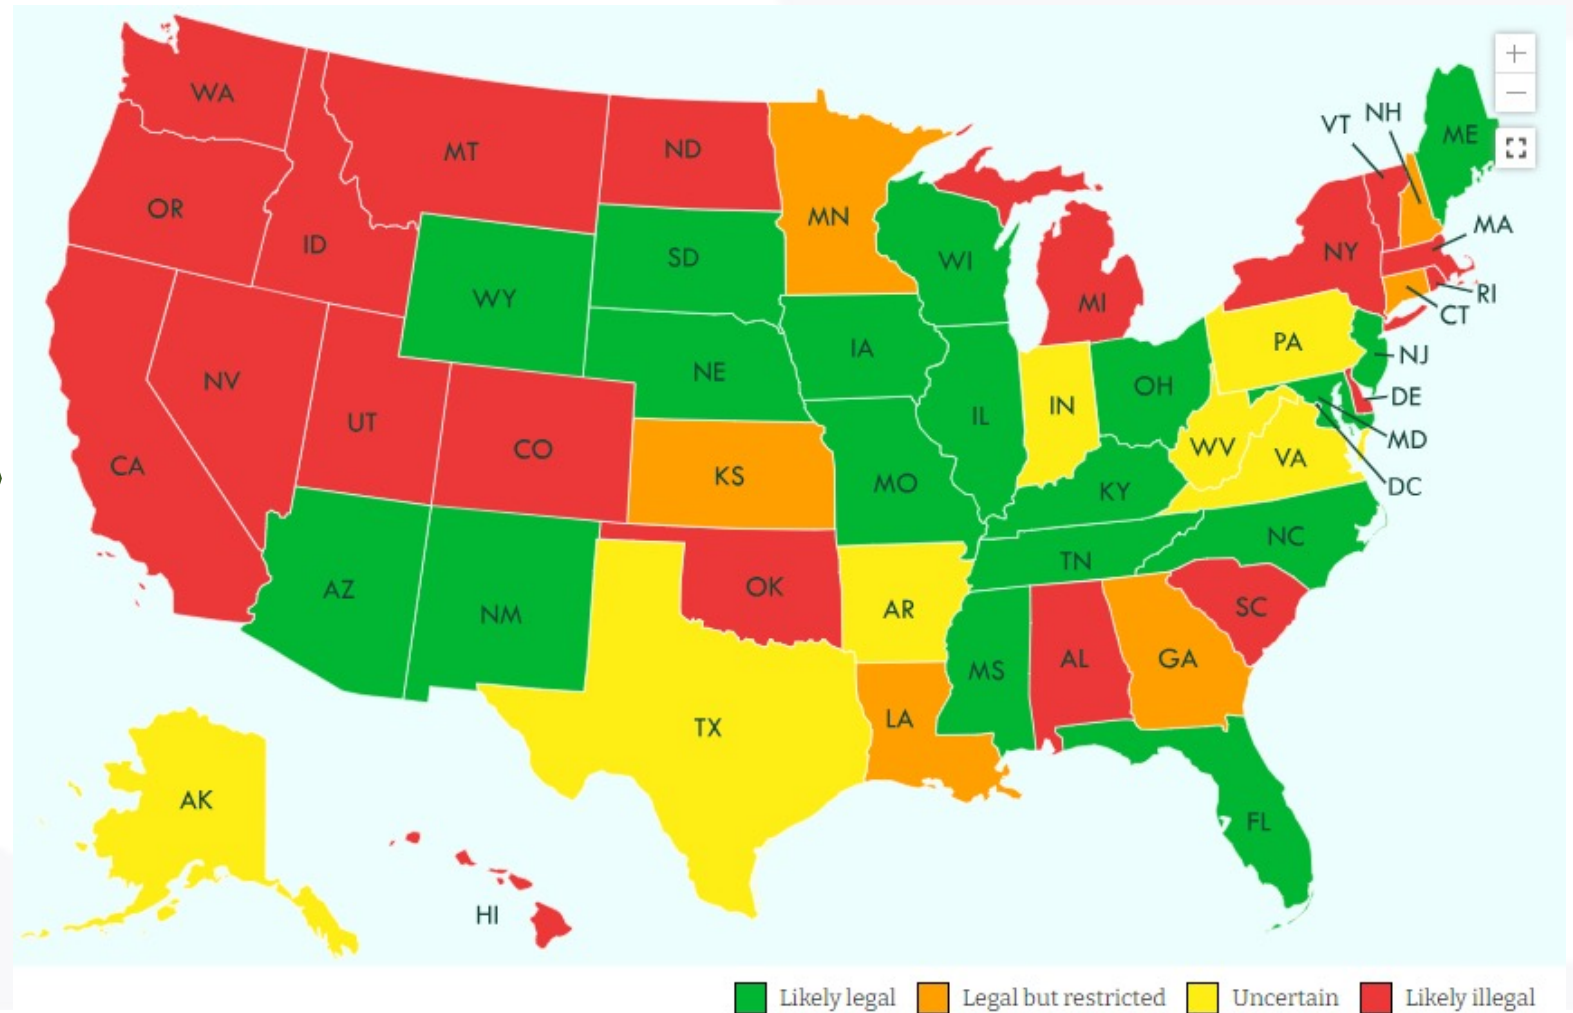 +
−
WA
MT
ND
MN
VT
NH
ME
OR
ID
WY
SD
WI
MI
NY
MA
RI
CT
NV
NE
IA
PA
NJ
CA
UT
CO
KS
MO
IL
IN
OH
WV
VA
DE
MD
DC
KY
AZ
NM
OK
AR
TN
NC
TX
LA
MS
AL
GA
SC
AK
HI
FL
Likely legal Legal but restricted Uncertain Likely illegal